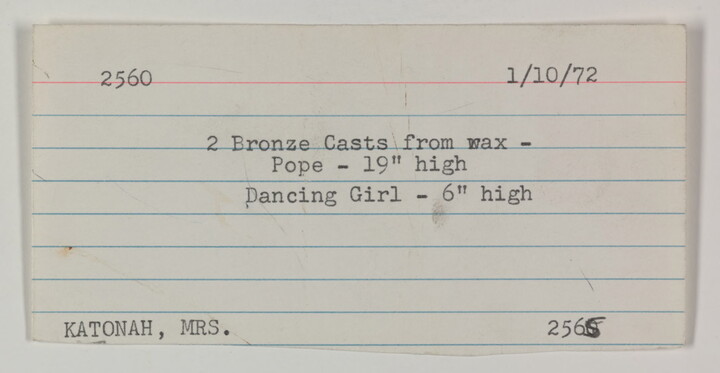 2560 1/10/72
2 Bronze Casts from wax -
Pope - 19" high
Dancing Girl - 6" high
KATONAH, MRS. 2565